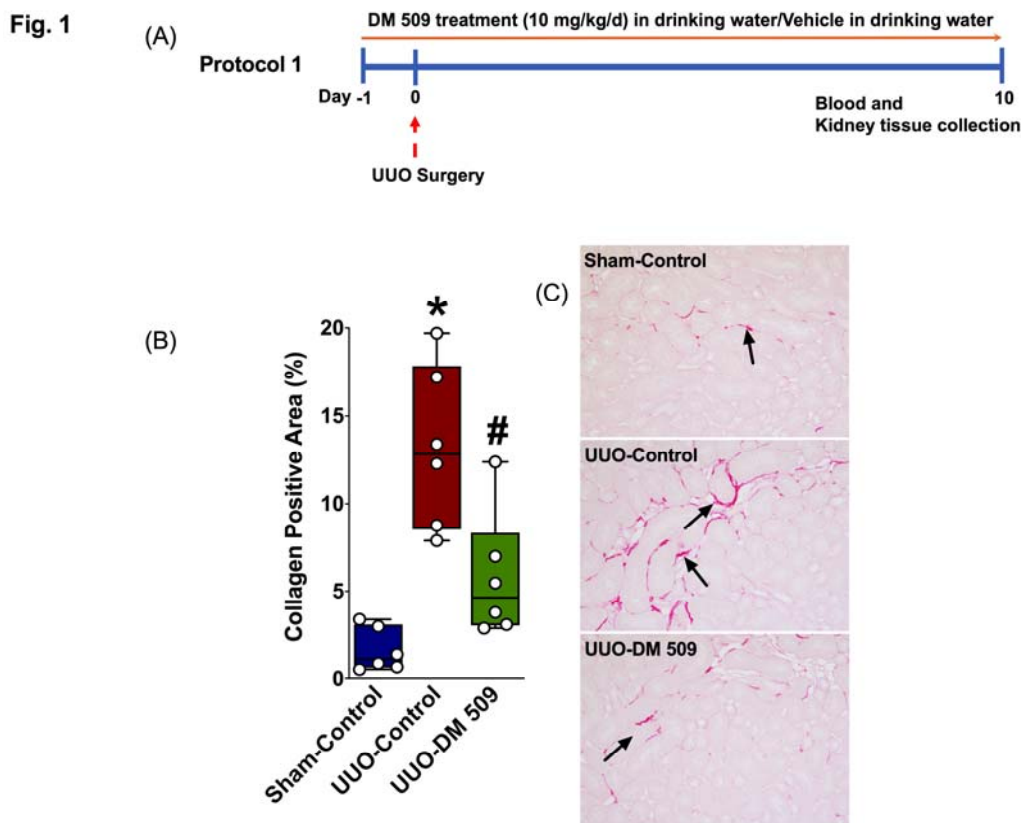 Fig. 1
(A)
DM 509 treatment (10 mg/kg/d) in drinking water/Vehicle in drinking water
Protocol 1
Day -1
0
10
Blood and
Kidney tissue collection
UUO Surgery
(B)
Collagen Positive Area (%)
20
15
10
5
0
*
#
Sham-Control
UUO-Control
UUO-DM 509
(C)
Sham-Control
UUO-Control
UUO-DM 509